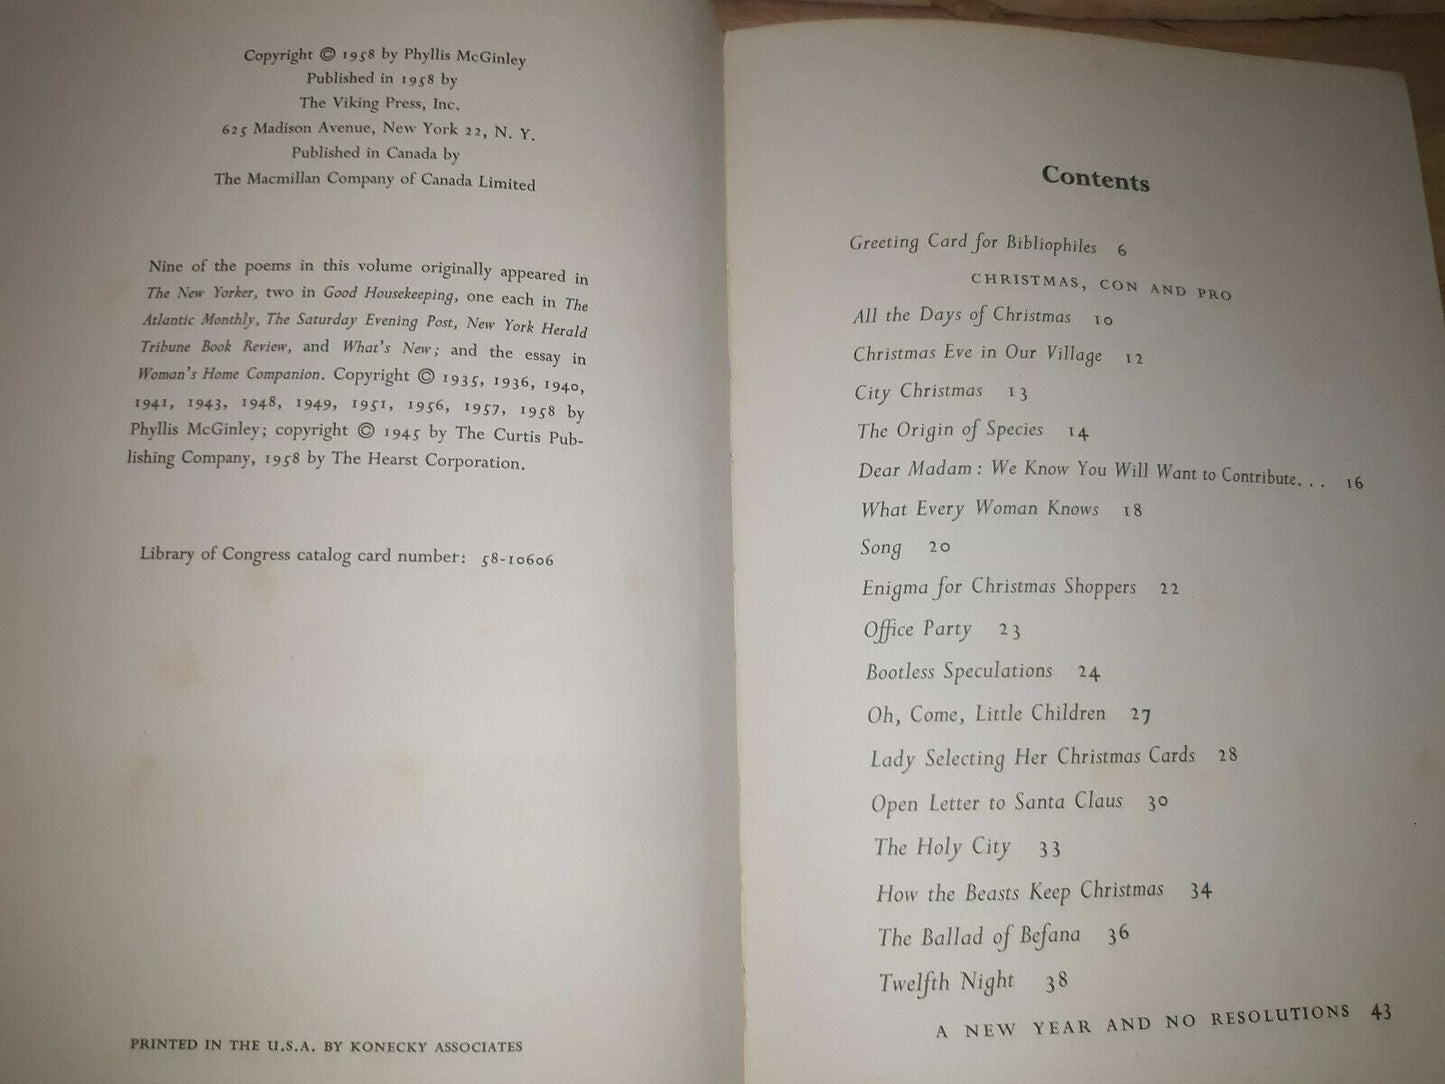 Copyright © 1958 by Phyllis McGinley
Published in 1958 by
The Viking Press, Inc.
625 Madison Avenue, New York 22, N. Y.
Published in Canada by
The Macmillan Company of Canada Limited
Nine of the poems in this volume originally appeared in
The New Yorker, two in Good Housekeeping, one each in The
Atlantic Monthly, The Saturday Evening Post, New York Herald
Tribune Book Review, and What's New; and the essay in
Woman's Home Companion. Copyright © 1935, 1936, 1940,
1941, 1943, 1948, 1949, 1951, 1956, 1957, 1958 by
Phyllis McGinley; copyright © 1945 by The Curtis Pub-
lishing Company, 1958 by The Hearst Corporation.
Library of Congress catalog card number: 58-10606
PRINTED IN THE U.S.A. BY KONECKY ASSOCIATES
Contents
Greeting Card for Bibliophiles 6
CHRISTMAS, CON AND PRO
All the Days of Christmas 10
Christmas Eve in Our Village 12
City Christmas 13
The Origin of Species 14
Dear Madam: We Know You Will Want to Contribute. . . 16
What Every Woman Knows 18
Song 20
Enigma for Christmas Shoppers 22
Office Party 23
Bootless Speculations 24
Oh, Come, Little Children 27
Lady Selecting Her Christmas Cards 28
Open Letter to Santa Claus 30
The Holy City 33
How the Beasts Keep Christmas 34
The Ballad of Befana 36
Twelfth Night 38
A NEW YEAR AND NO RESOLUTIONS 43